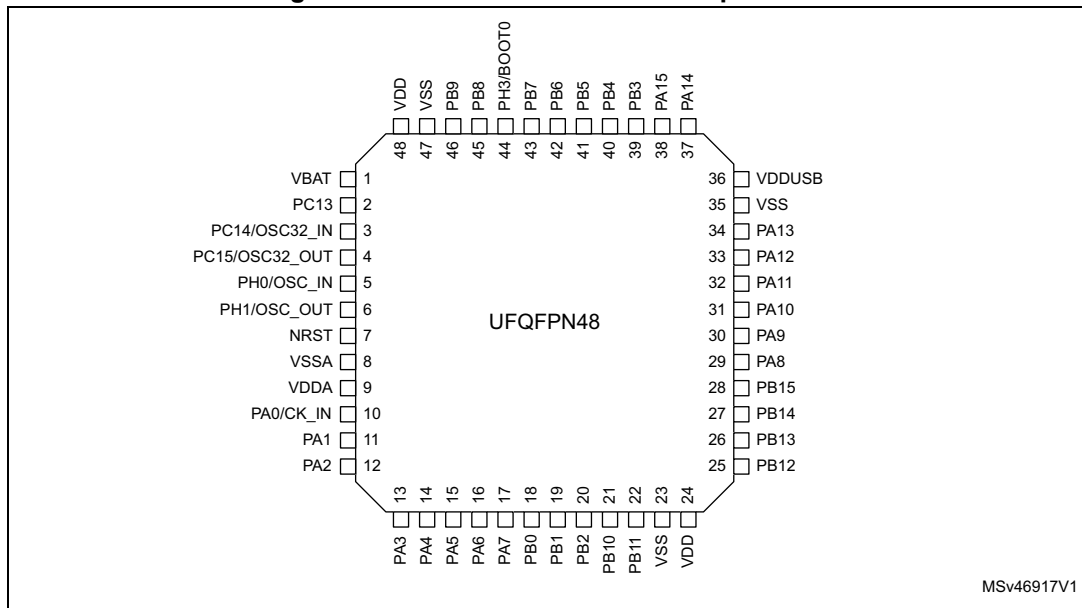 VDD
VSS
PB9
PB8
PH3/BOOT0
PB7
PB6
PB5
PB4
PB3
PA15
PA14
48
47
46
45
44
43
42
41
40
39
38
37
VBAT 1
PC13 2
PC14/OSC32_IN 3
PC15/OSC32_OUT 4
PH0/OSC_IN 5
PH1/OSC_OUT 6
NRST 7
VSSA 8
VDDA 9
PA0/CK_IN 10
PA1 11
PA2 12
UFQFPN48
36 VDDUSB
35 VSS
34 PA13
33 PA12
32 PA11
31 PA10
30 PA9
29 PA8
28 PB15
27 PB14
26 PB13
25 PB12
13
14
15
16
17
18
19
20
21
22
23
24
PA3
PA4
PA5
PA6
PA7
PB0
PB1
PB2
PB10
PB11
VSS
VDD
MSv46917V1